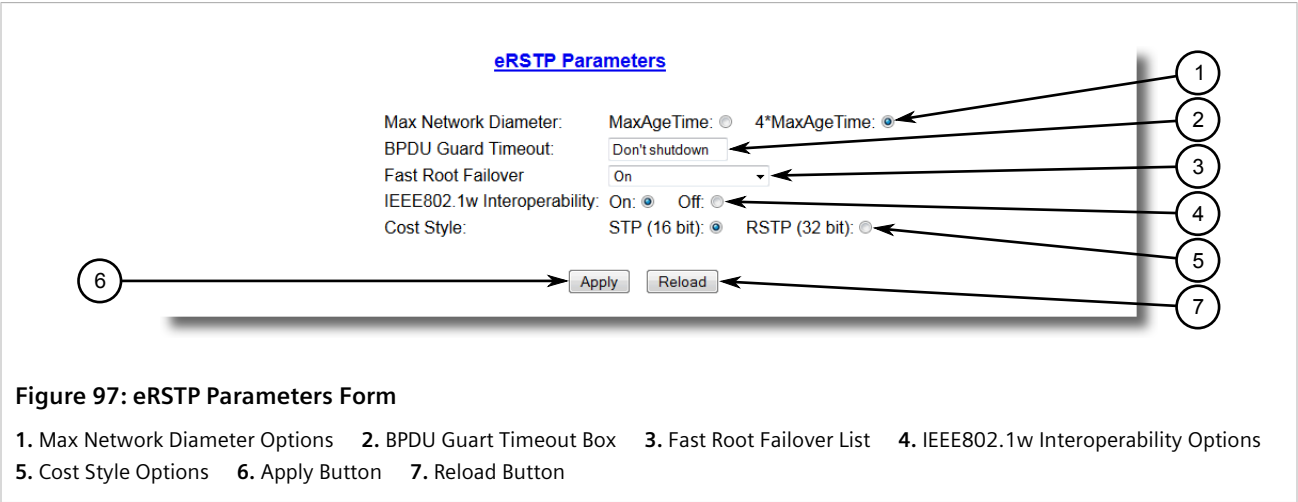 eRSTP Parameters
1
Max Network Diameter: MaxAgeTime: 4*MaxAgeTime:
2
BPDU Guard Timeout: Don't shutdown
3
Fast Root Failover On
IEEE802.1w Interoperability: On: Off:
4
Cost Style: STP (16 bit): RSTP (32 bit):
5
6 Apply Reload
7
Figure 97: eRSTP Parameters Form
1. Max Network Diameter Options 2. BPDU Guart Timeout Box 3. Fast Root Failover List 4. IEEE802.1w Interoperability Options
5. Cost Style Options 6. Apply Button 7. Reload Button